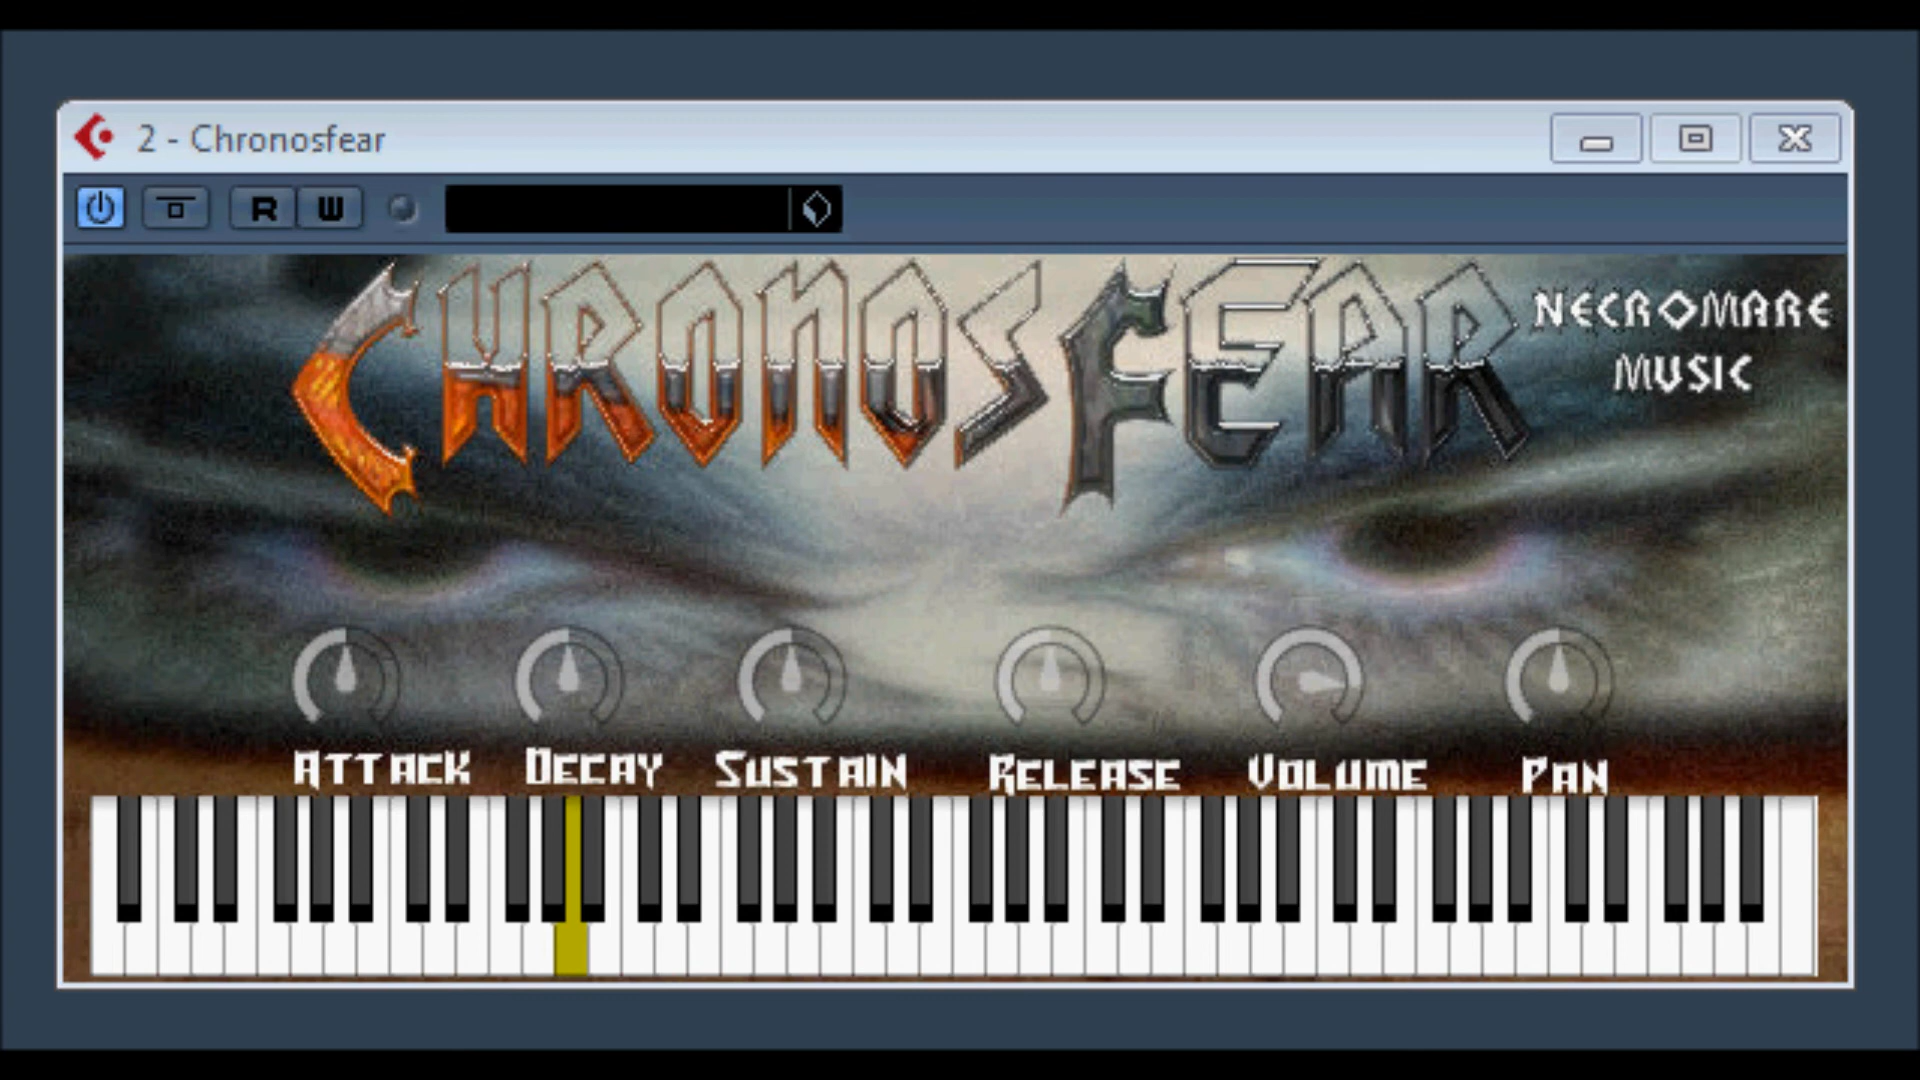 2 - Chronosfear
R W
CHRONOSFEAR
NECROMARE
MUSIC
ATTACK DECAY SUSTAIN RELEASE VOLUME PAN